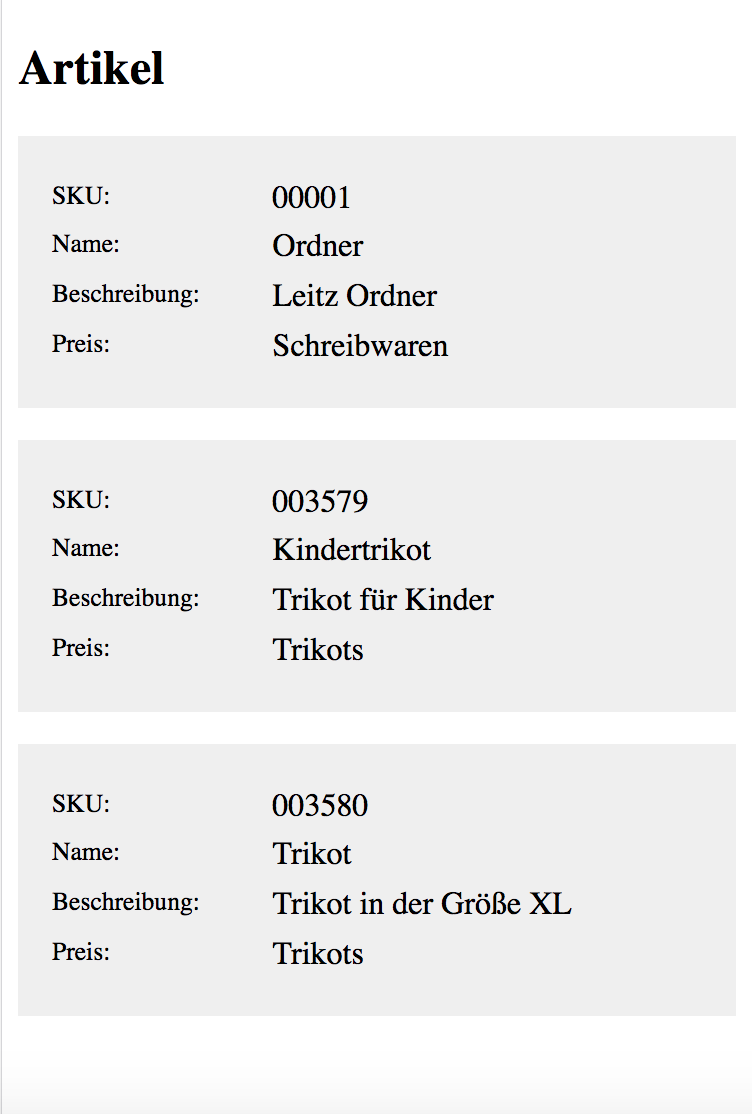 Artikel
SKU: 00001
Name: Ordner
Beschreibung: Leitz Ordner
Preis: Schreibwaren
SKU: 003579
Name: Kindertrikot
Beschreibung: Trikot für Kinder
Preis: Trikots
SKU: 003580
Name: Trikot
Beschreibung: Trikot in der Größe XL
Preis: Trikots